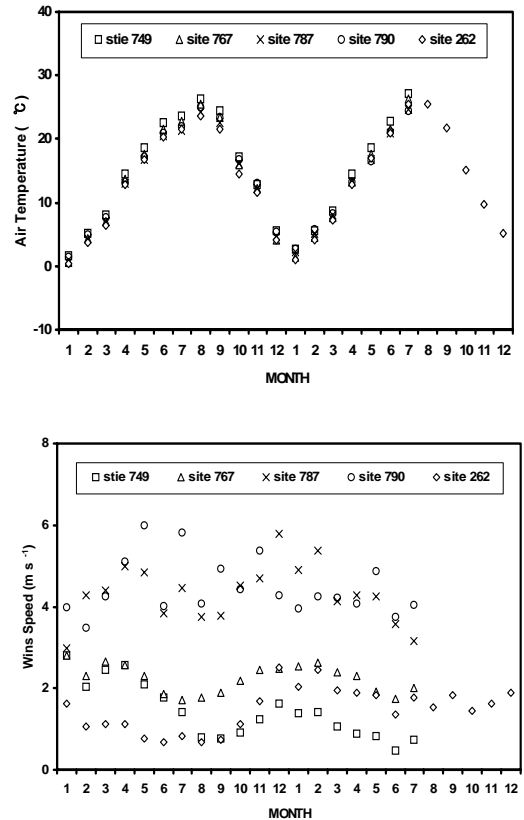 40
stie 749 site 767 site 787 site 790 site 262
30
20
10
0
-10
Air Temperature ( ℃)
1 2 3 4 5 6 7 8 9 10 11 12 1 2 3 4 5 6 7 8 9 10 11 12
MONTH
8
stie 749 site 767 site 787 site 790 site 262
6
4
2
0
Wins Speed (m s -1)
1 2 3 4 5 6 7 8 9 10 11 12 1 2 3 4 5 6 7 8 9 10 11 12
MONTH